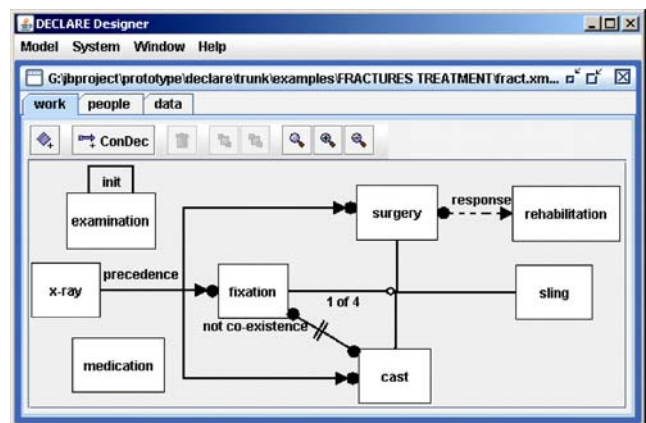 DECLARE Designer
Model System Window Help
G:\jbproject\prototype\declare\trunk\examples\FRACTURES TREATMENT\fract.xm...
work people data
ConDec
init
examination
surgery
response
rehabilitation
x-ray
precedence
fixation
1 of 4
sling
not co-existence
medication
cast